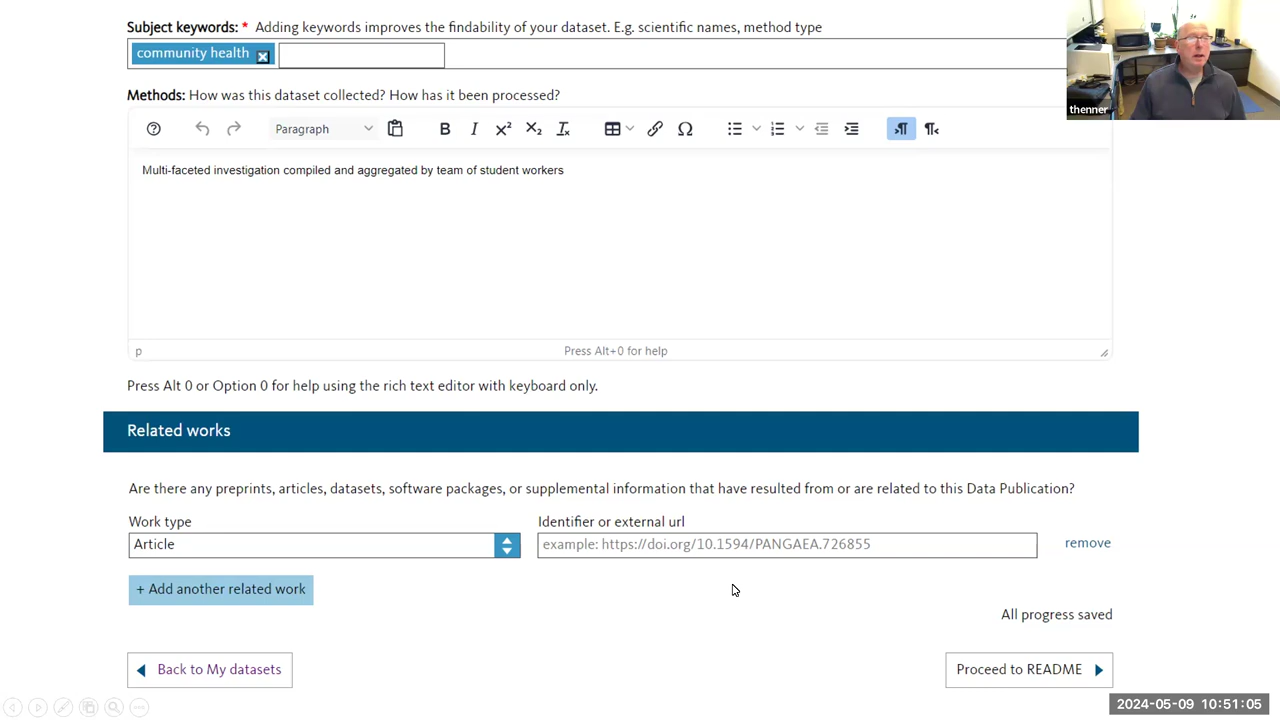 Subject keywords: * Adding keywords improves the findability of your dataset. E.g. scientific names, method type
community health
thenner
Methods: How was this dataset collected? How has it been processed?
Paragraph
Multi-faceted investigation compiled and aggregated by team of student workers
p
Press Alt+0 for help
Press Alt 0 or Option 0 for help using the rich text editor with keyboard only.
Related works
Are there any preprints, articles, datasets, software packages, or supplemental information that have resulted from or are related to this Data Publication?
Work type
Identifier or external url
Article
example: https://doi.org/10.1594/PANGAEA.726855
remove
+ Add another related work
All progress saved
Back to My datasets
Proceed to README
2024-05-09 10:51:05